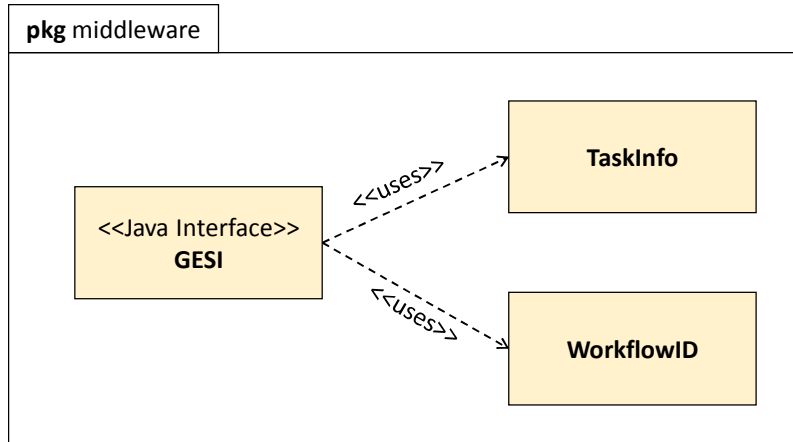 pkg middleware
TaskInfo
<<uses>>
<<Java Interface>>
GESI
<<uses>>
WorkflowID